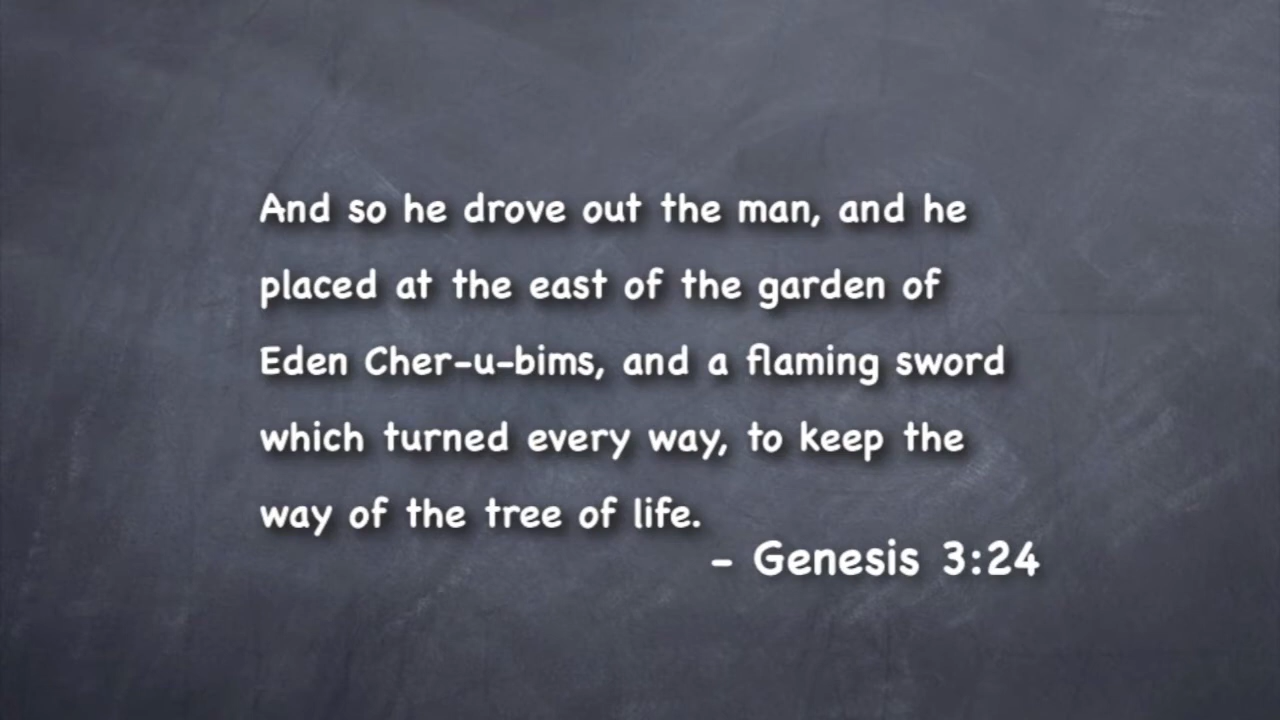 And so he drove out the man, and he
placed at the east of the garden of
Eden Cher-u-bims, and a flaming sword
which turned every way, to keep the
way of the tree of life.
- Genesis 3:24